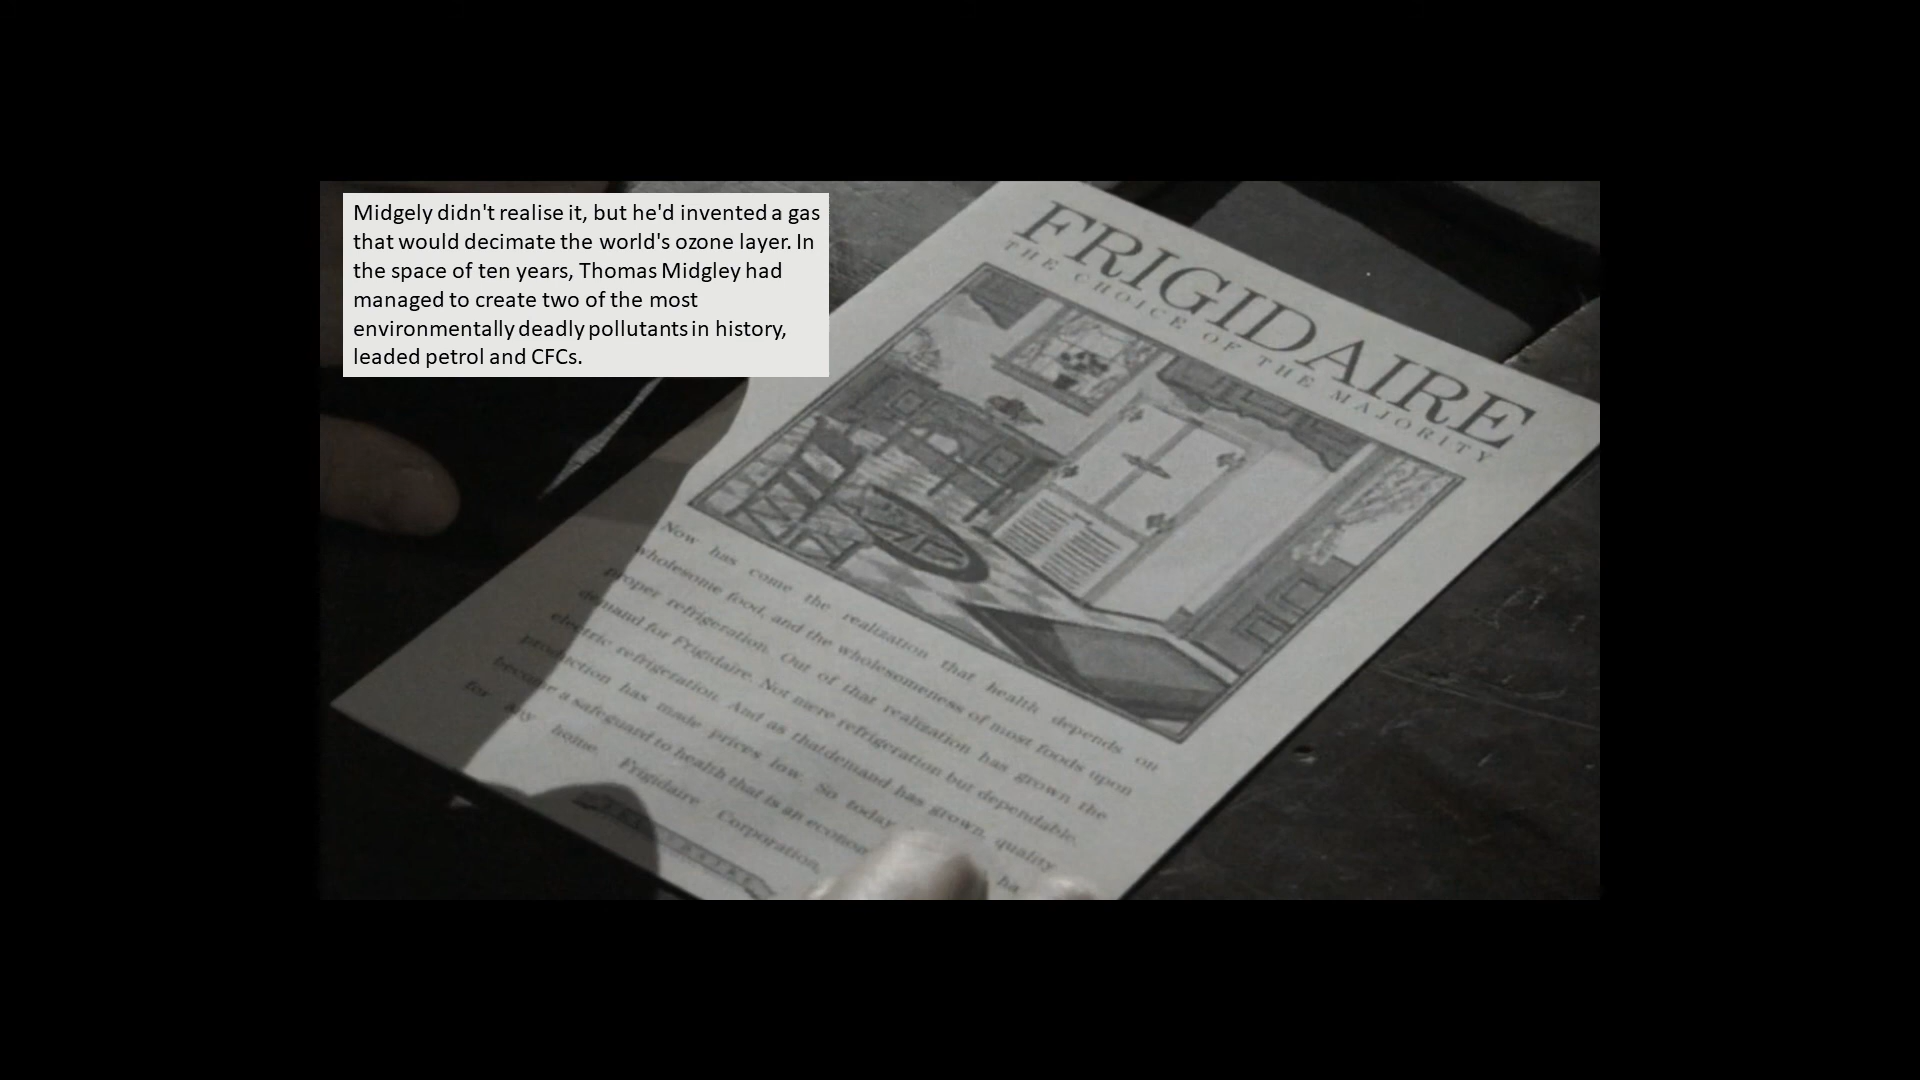 Midgely didn't realise it, but he'd invented a gas
that would decimate the world's ozone layer. In
the space of ten years, Thomas Midgley had
managed to create two of the most
environmentally deadly pollutants in history,
leaded petrol and CFCs.
FRIGIDAIRE
THE CHOICE OF THE MAJORITY
Now has come the realization that health depends on
wholesome food, and the wholesomeness of most foods upon
proper refrigeration. Out of that realization has grown the
demand for Frigidaire. Not mere refrigeration but dependable,
electric refrigeration. And as that demand has grown, quality
production has made prices low. So today ha
become a safeguard to health that is an econom
for any home.
Frigidaire Corporation,